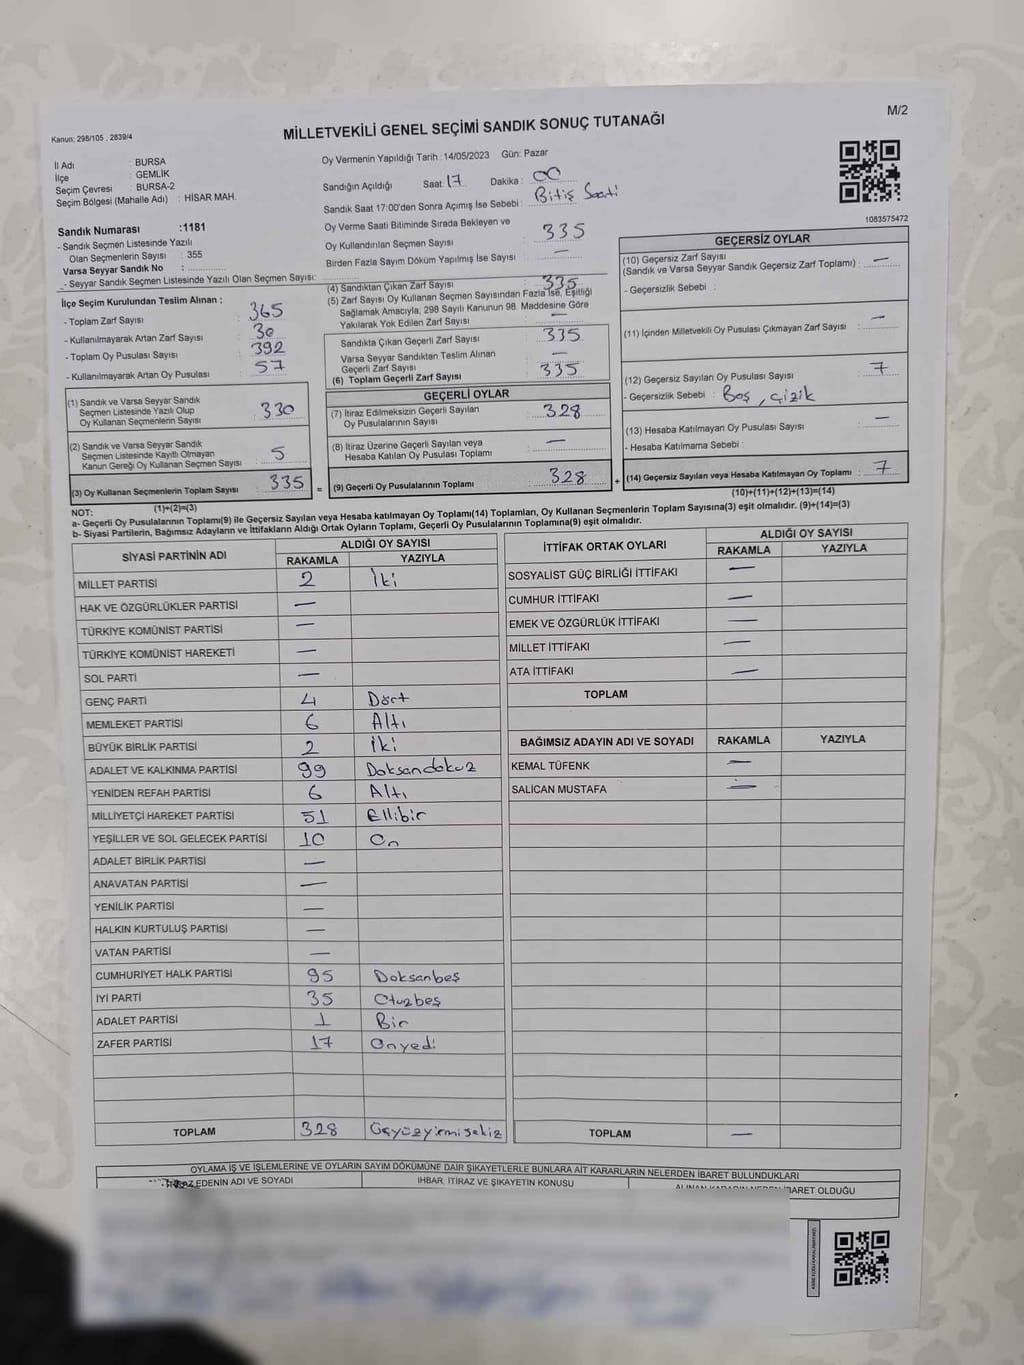 M/2
Kanun: 298/105 , 2839/4
MİLLETVEKİLİ GENEL SEÇİMİ SANDIK SONUÇ TUTANAĞI
İl Adı : BURSA
İlçe : GEMLİK
Seçim Çevresi : BURSA-2
Seçim Bölgesi (Mahalle Adı) : HİSAR MAH.
Sandık Numarası :1181
- Sandık Seçmen Listesinde Yazılı
Olan Seçmenlerin Sayısı : 355
Varsa Seyyar Sandık No :
- Seyyar Sandık Seçmen Listesinde Yazılı Olan Seçmen Sayısı:
Oy Vermenin Yapıldığı Tarih : 14/05/2023 Gün: Pazar
Sandığın Açıldığı Saat: 17 Dakika : 00
Sandık Saat 17:00'den Sonra Açımış İse Sebebi : Bitiş Saati
Oy Verme Saati Bitiminde Sırada Bekleyen ve
Oy Kullandırılan Seçmen Sayısı : 335
Birden Fazla Sayım Döküm Yapılmış İse Sayısı : —
1083575472
İlçe Seçim Kurulundan Teslim Alınan ;
- Toplam Zarf Sayısı : 365
- Kullanılmayarak Artan Zarf Sayısı : 30
- Toplam Oy Pusulası Sayısı : 392
- Kullanılmayarak Artan Oy Pusulası : 57
(1) Sandık ve Varsa Seyyar Sandık
Seçmen Listesinde Yazılı Olup
Oy Kullanan Seçmenlerin Sayısı : 330
(2) Sandık ve Varsa Seyyar Sandık
Seçmen Listesinde Kayıtlı Olmayan
Kanun Gereği Oy Kullanan Seçmen Sayısı : 5
(3) Oy Kullanan Seçmenlerin Toplam Sayısı : 335 =
(1)+(2)=(3)
(4) Sandıktan Çıkan Zarf Sayısı : 335
(5) Zarf Sayısı Oy Kullanan Seçmen Sayısından Fazla İse, Eşitliği
Sağlamak Amacıyla, 298 Sayılı Kanunun 98. Maddesine Göre
Yakılarak Yok Edilen Zarf Sayısı : —
Sandıkta Çıkan Geçerli Zarf Sayısı : 335
Varsa Seyyar Sandıktan Teslim Alınan
Geçerli Zarf Sayısı : —
(6) Toplam Geçerli Zarf Sayısı : 335
GEÇERLİ OYLAR
(7) İtiraz Edilmeksizin Geçerli Sayılan
Oy Pusulalarının Sayısı : 328
(8) İtiraz Üzerine Geçerli Sayılan veya
Hesaba Katılan Oy Pusulası Toplamı : —
(9) Geçerli Oy Pusulalarının Toplamı : 328 +
GEÇERSİZ OYLAR
(10) Geçersiz Zarf Sayısı
(Sandık ve Varsa Seyyar Sandık Geçersiz Zarf Toplamı) : —
- Geçersizlik Sebebi :
(11) İçinden Milletvekili Oy Pusulası Çıkmayan Zarf Sayısı : —
(12) Geçersiz Sayılan Oy Pusulası Sayısı : 7
- Geçersizlik Sebebi : Boş, çizik
(13) Hesaba Katılmayan Oy Pusulası Sayısı : —
- Hesaba Katılmama Sebebi :
(14) Geçersiz Sayılan veya Hesaba Katılmayan Oy Toplamı : 7
(10)+(11)+(12)+(13)=(14)
NOT:
a- Geçerli Oy Pusulalarının Toplamı(9) ile Geçersiz Sayılan veya Hesaba Katılmayan Oy Toplamı(14) Toplamları, Oy Kullanan Seçmenlerin Toplam Sayısına(3) eşit olmalıdır. (9)+(14)=(3)
b- Siyasi Partilerin, Bağımsız Adayların ve İttifakların Aldığı Ortak Oyların Toplamı, Geçerli Oy Pusulalarının Toplamına(9) eşit olmalıdır.
SİYASİ PARTİNİN ADI ALDIĞI OY SAYISI
RAKAMLA YAZIYLA
MİLLET PARTİSİ 2 İki
HAK VE ÖZGÜRLÜKLER PARTİSİ —
TÜRKİYE KOMÜNİST PARTİSİ —
TÜRKİYE KOMÜNİST HAREKETİ —
SOL PARTİ —
GENÇ PARTİ 4 Dört
MEMLEKET PARTİSİ 6 Altı
BÜYÜK BİRLİK PARTİSİ 2 İki
ADALET VE KALKINMA PARTİSİ 99 Doksandokuz
YENİDEN REFAH PARTİSİ 6 Altı
MİLLİYETÇİ HAREKET PARTİSİ 51 Ellibir
YEŞİLLER VE SOL GELECEK PARTİSİ 10 On
ADALET BİRLİK PARTİSİ —
ANAVATAN PARTİSİ —
YENİLİK PARTİSİ —
HALKIN KURTULUŞ PARTİSİ —
VATAN PARTİSİ —
CUMHURİYET HALK PARTİSİ 95 Doksanbeş
İYİ PARTİ 35 Otuzbeş
ADALET PARTİSİ 1 Bir
ZAFER PARTİSİ 17 Onyedi
TOPLAM 328 Üçyüzyirmisekiz
İTTİFAK ORTAK OYLARI ALDIĞI OY SAYISI
RAKAMLA YAZIYLA
SOSYALİST GÜÇ BİRLİĞİ İTTİFAKI —
CUMHUR İTTİFAKI —
EMEK VE ÖZGÜRLÜK İTTİFAKI —
MİLLET İTTİFAKI —
ATA İTTİFAKI —
TOPLAM
BAĞIMSIZ ADAYIN ADI VE SOYADI RAKAMLA YAZIYLA
KEMAL TÜFENK —
SALİCAN MUSTAFA —
TOPLAM —
OYLAMA İŞ VE İŞLEMLERİNE VE OYLARIN SAYIM DÖKÜMÜNE DAİR ŞİKAYETLERLE BUNLARA AİT KARARLARIN NELERDEN İBARET BULUNDUKLARI
EDENİN ADI VE SOYADI İHBAR, İTİRAZ VE ŞİKAYETİN KONUSU ALINAN KARARIN NEDEN İBARET OLDUĞU